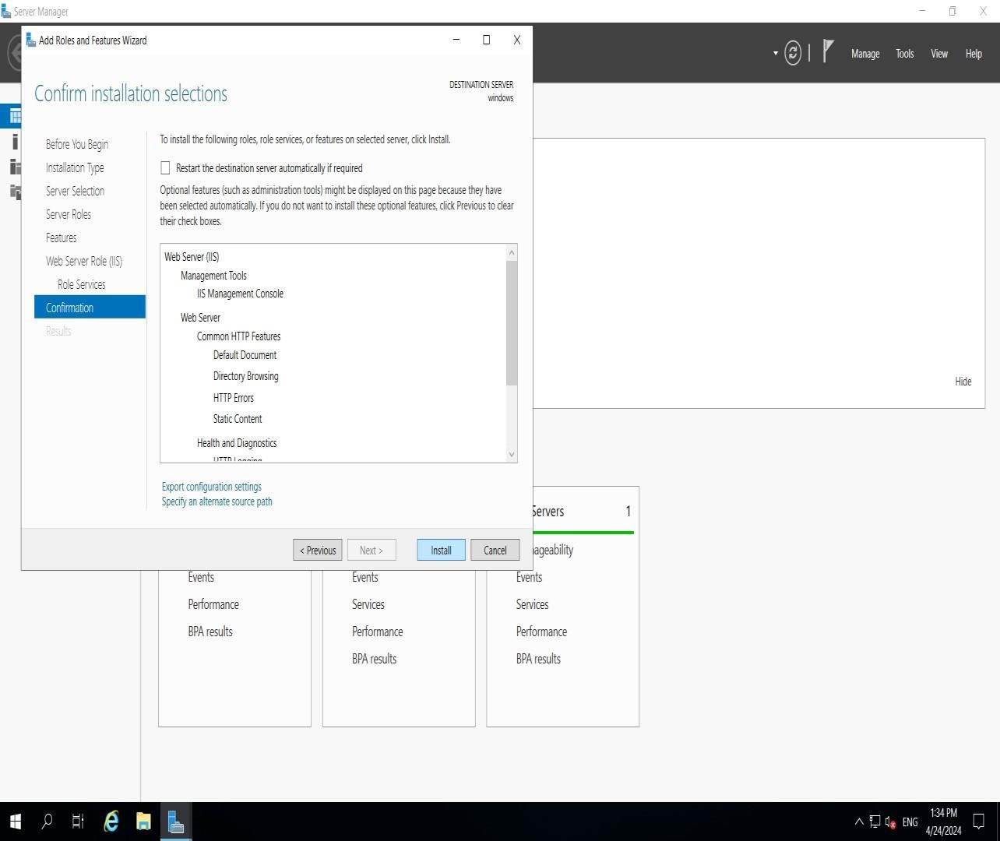 Server Manager
Add Roles and Features Wizard
Manage
Tools
View
Help
Confirm installation selections
DESTINATION SERVER
windows
Before You Begin
Installation Type
Server Selection
Server Roles
Features
Web Server Role (IIS)
Role Services
Confirmation
Results
To install the following roles, role services, or features on selected server, click Install.
Restart the destination server automatically if required
Optional features (such as administration tools) might be displayed on this page because they have
been selected automatically. If you do not want to install these optional features, click Previous to clear
their check boxes.
Web Server (IIS)
Management Tools
IIS Management Console
Web Server
Common HTTP Features
Default Document
Directory Browsing
HTTP Errors
Static Content
Health and Diagnostics
HTTP Logging
Export configuration settings
Specify an alternate source path
< Previous
Next >
Install
Cancel
Hide
Servers
1
ageability
Events
Performance
BPA results
Events
Services
Performance
BPA results
Events
Services
Performance
BPA results
ENG
1:34 PM
4/24/2024